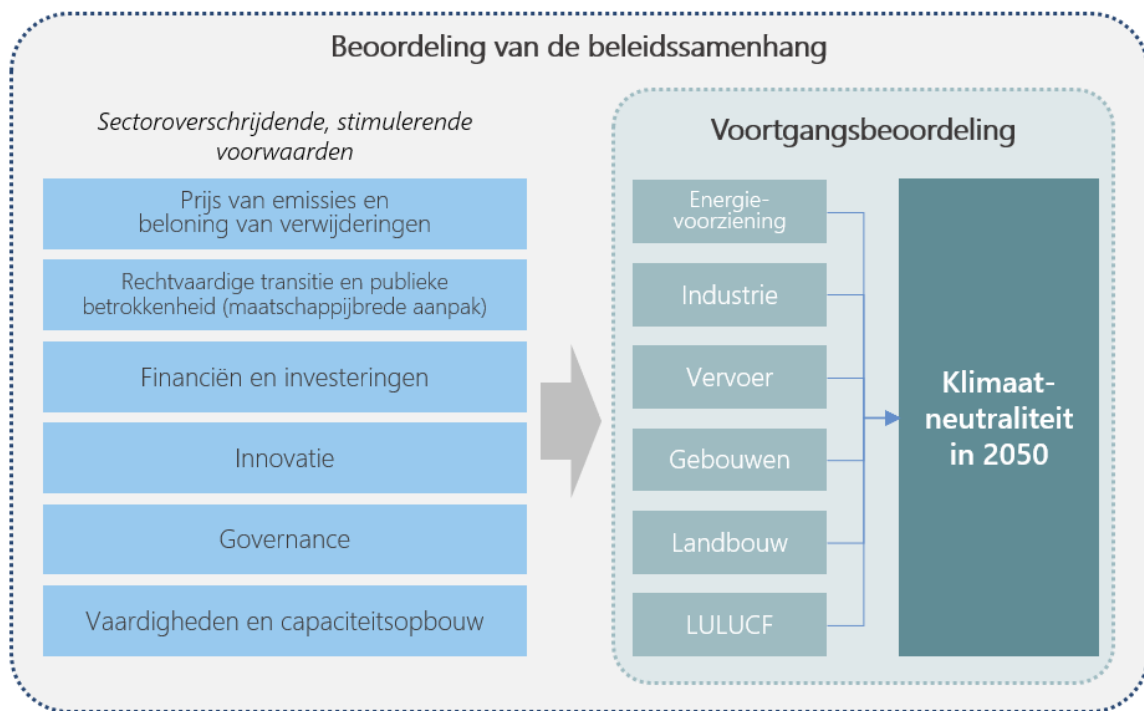 Beoordeling van de beleidssamenhang
Sectoroverschrijdende, stimulerende
voorwaarden
Prijs van emissies en
beloning van verwijderingen
Rechtvaardige transitie en publieke
betrokkenheid (maatschappijbrede aanpak)
Financiën en investeringen
Innovatie
Governance
Vaardigheden en capaciteitsopbouw
Voortgangsbeoordeling
Energie-
voorziening
Industrie
Vervoer
Gebouwen
Landbouw
LULUCF
Klimaat-
neutraliteit
in 2050